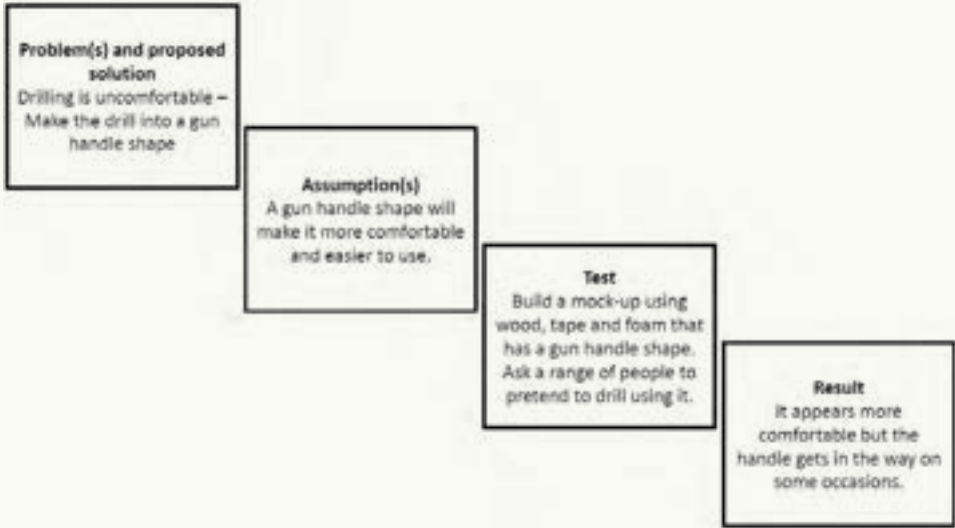 Problem(s) and proposed
solution
Drilling is uncomfortable –
Make the drill into a gun
handle shape
Assumption(s)
A gun handle shape will
make it more comfortable
and easier to use.
Test
Build a mock-up using
wood, tape and foam that
has a gun handle shape.
Ask a range of people to
pretend to drill using it.
Result
It appears more
comfortable but the
handle gets in the way on
some occasions.